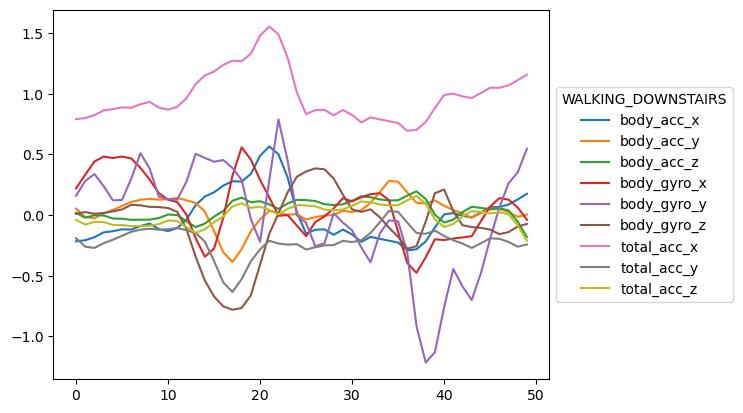 1.5
1.0
0.5
0.0
−0.5
−1.0
0
10
20
30
40
50
WALKING_DOWNSTAIRS
body_acc_x
body_acc_y
body_acc_z
body_gyro_x
body_gyro_y
body_gyro_z
total_acc_x
total_acc_y
total_acc_z